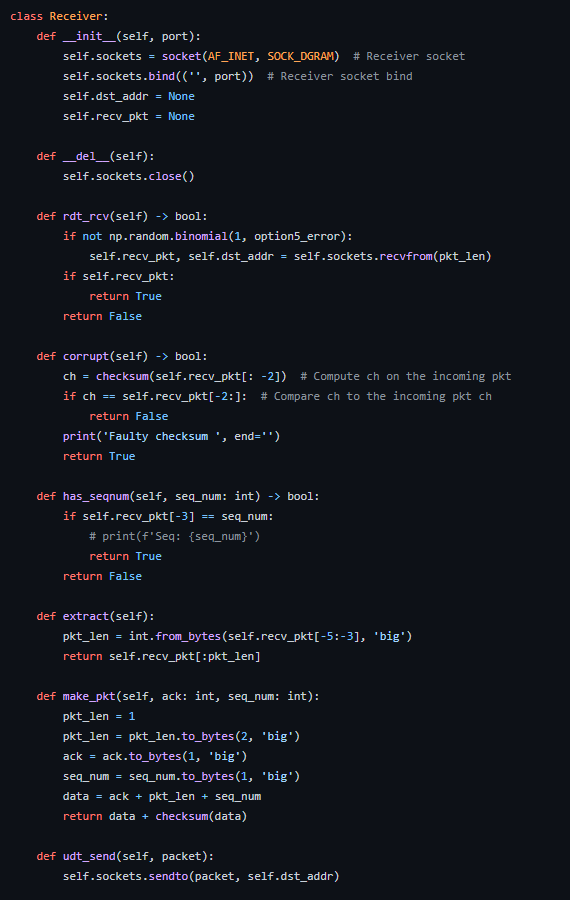 class Receiver:
    def __init__(self, port):
        self.sockets = socket(AF_INET, SOCK_DGRAM)  # Receiver socket
        self.sockets.bind(('', port))  # Receiver socket bind
        self.dst_addr = None
        self.recv_pkt = None

    def __del__(self):
        self.sockets.close()

    def rdt_rcv(self) -> bool:
        if not np.random.binomial(1, option5_error):
            self.recv_pkt, self.dst_addr = self.sockets.recvfrom(pkt_len)
        if self.recv_pkt:
            return True
        return False

    def corrupt(self) -> bool:
        ch = checksum(self.recv_pkt[: -2])  # Compute ch on the incoming pkt
        if ch == self.recv_pkt[-2:]:  # Compare ch to the incoming pkt ch
            return False
        print('Faulty checksum ', end='')
        return True

    def has_seqnum(self, seq_num: int) -> bool:
        if self.recv_pkt[-3] == seq_num:
            # print(f'Seq: {seq_num}')
            return True
        return False

    def extract(self):
        pkt_len = int.from_bytes(self.recv_pkt[-5:-3], 'big')
        return self.recv_pkt[:pkt_len]

    def make_pkt(self, ack: int, seq_num: int):
        pkt_len = 1
        pkt_len = pkt_len.to_bytes(2, 'big')
        ack = ack.to_bytes(1, 'big')
        seq_num = seq_num.to_bytes(1, 'big')
        data = ack + pkt_len + seq_num
        return data + checksum(data)

    def udt_send(self, packet):
        self.sockets.sendto(packet, self.dst_addr)